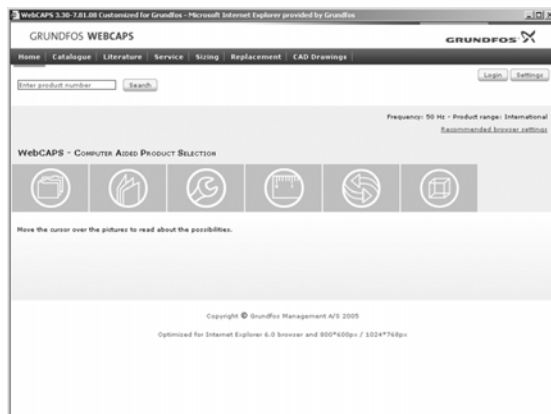 WebCAPS 3.30-7.01.08 Customized for Grundfos - Microsoft Internet Explorer provided by Grundfos
GRUNDFOS WEBCAPS
GRUNDFOS
Home Catalogue Literature Service Sizing Replacement CAD Drawings
Login Settings
Enter product number Search
Frequency: 50 Hz - Product range: International
Recommended browser settings
WebCAPS - Computer Aided Product Selection
Move the cursor over the pictures to read about the possibilities.
Copyright © Grundfos Management A/S 2005
Optimized for Internet Explorer 6.0 browser and 800*600px / 1024*768px